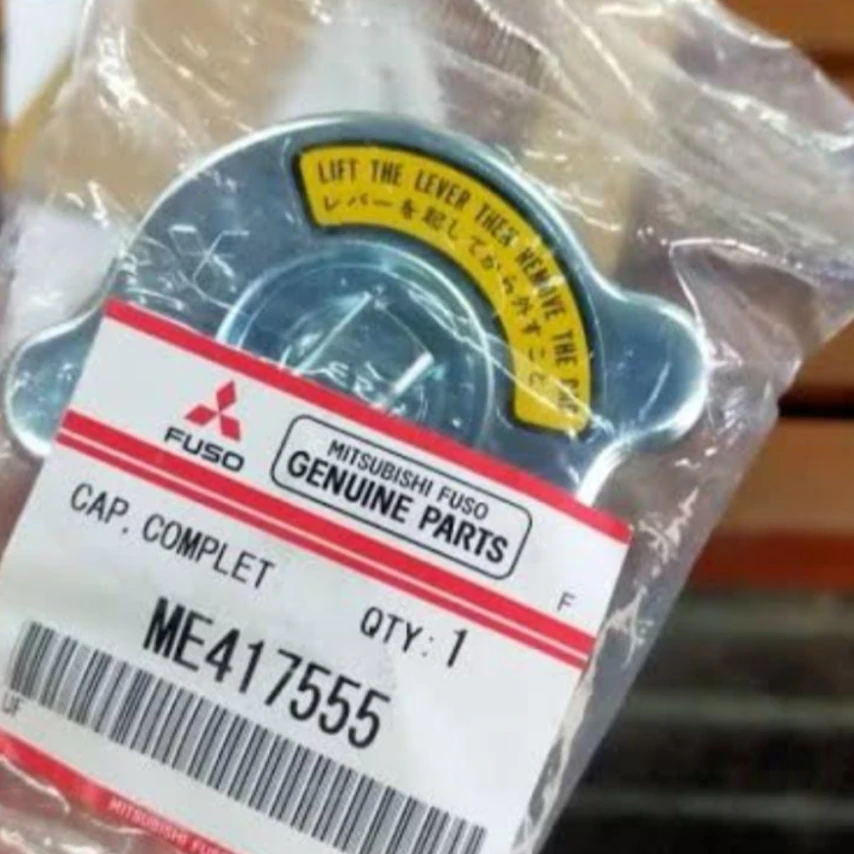 LIFT THE LEVER THEN REMOVE THE CAP
レバーを起してから外すこと
FUSO
MITSUBISHI FUSO
GENUINE PARTS
CAP, COMPLET
F
QTY: 1
ME417555
MITSUBISHI